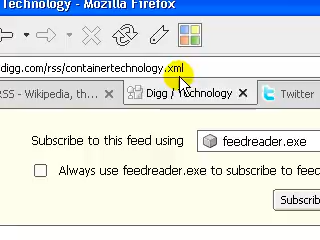 Technology - Mozilla Firefox
digg.com/rss/containertechnology.xml
RSS - Wikipedia, th... Digg / Technology Twitter
Subscribe to this feed using feedreader.exe
Always use feedreader.exe to subscribe to feed
Subscrib